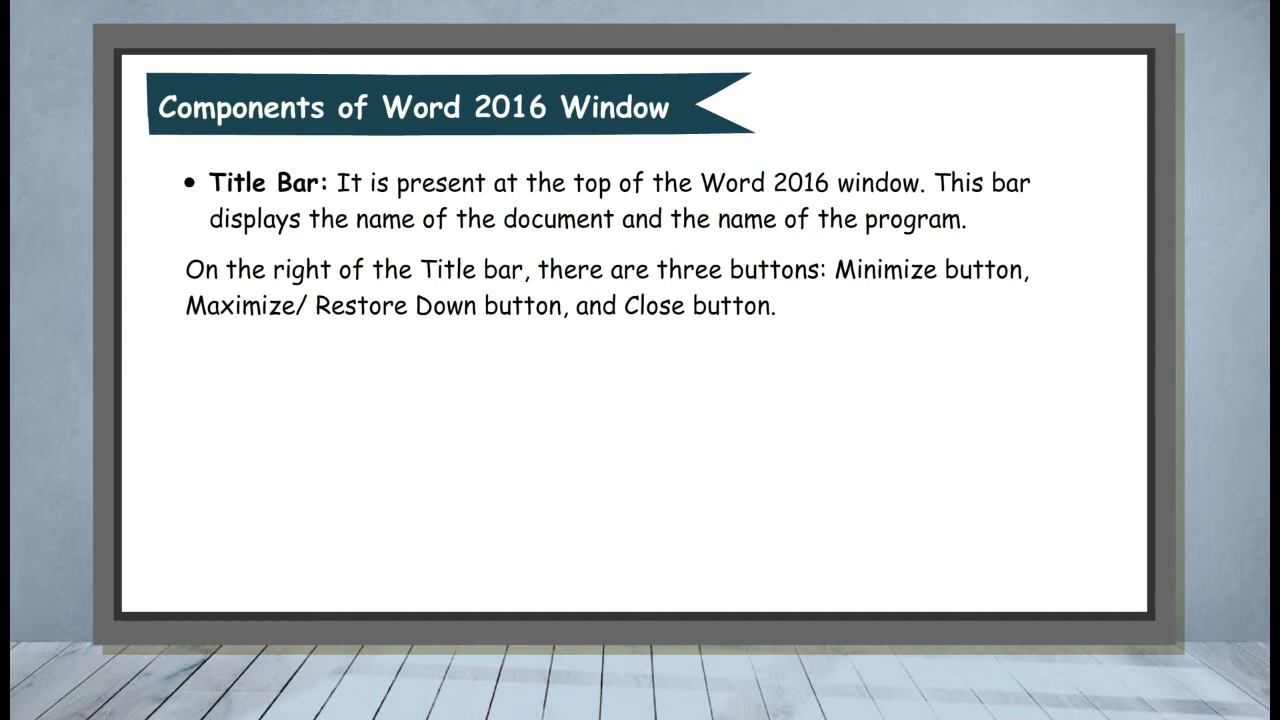 Components of Word 2016 Window
• Title Bar: It is present at the top of the Word 2016 window. This bar
displays the name of the document and the name of the program.
On the right of the Title bar, there are three buttons: Minimize button,
Maximize/ Restore Down button, and Close button.